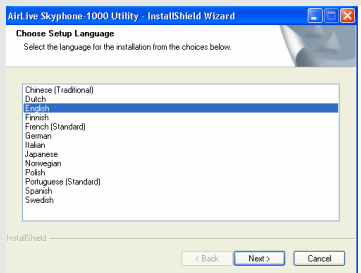 AirLive Skyphone-1000 Utility - InstallShield Wizard
Choose Setup Language
Select the language for the installation from the choices below.
Chinese (Traditional)
Dutch
English
Finnish
French (Standard)
German
Italian
Japanese
Norwegian
Polish
Portuguese (Standard)
Spanish
Swedish
InstallShield
< Back Next > Cancel